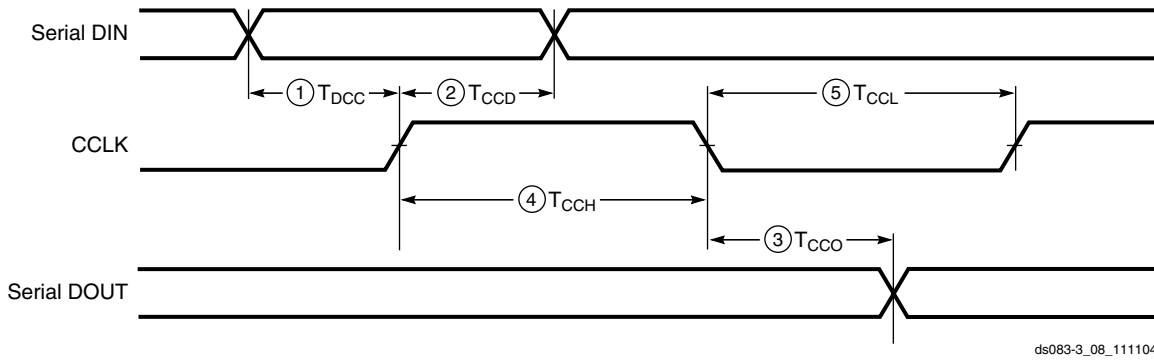 Serial DIN
① TDCC
② TCCD
⑤ TCCL
CCLK
④ TCCH
③ TCCO
Serial DOUT
ds083-3_08_111104